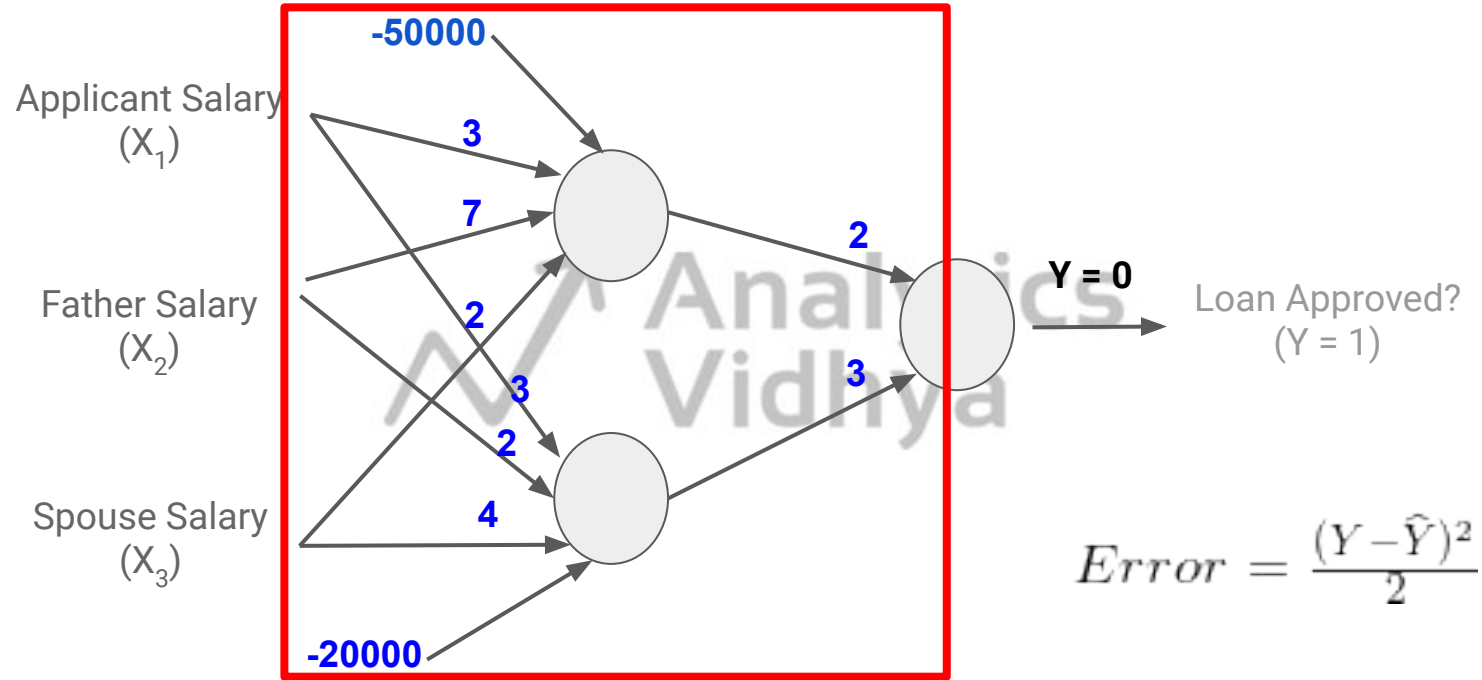 -50000
Applicant Salary
(X₁)
3
7
2
Y = 0
Father Salary
(X₂)
2
3
2
3
Loan Approved?
(Y = 1)
Analytics
Vidhya
Spouse Salary
(X₃)
4
-20000
Error = (Y − Ŷ)² / 2